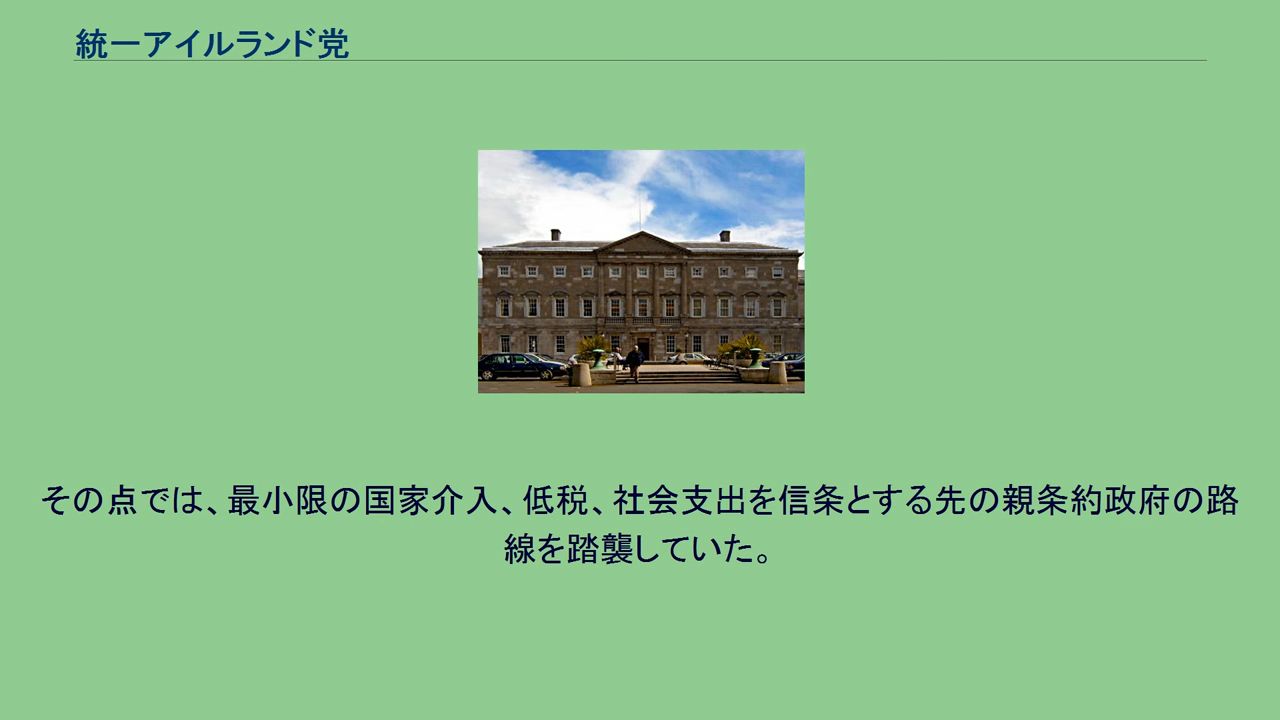 統一アイルランド党
その点では、最小限の国家介入、低税、社会支出を信条とする先の親条約政府の路
線を踏襲していた。